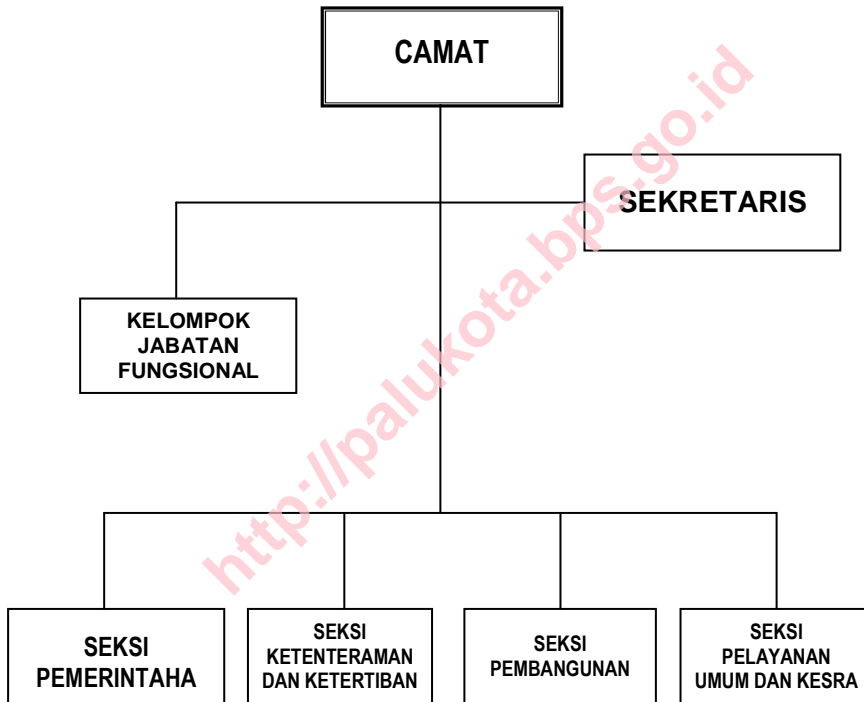 CAMAT
SEKRETARIS
KELOMPOK
JABATAN
FUNGSIONAL
SEKSI
PEMERINTAHA
SEKSI
KETENTERAMAN
DAN KETERTIBAN
SEKSI
PEMBANGUNAN
SEKSI
PELAYANAN
UMUM DAN KESRA
http://palukota.bps.go.id